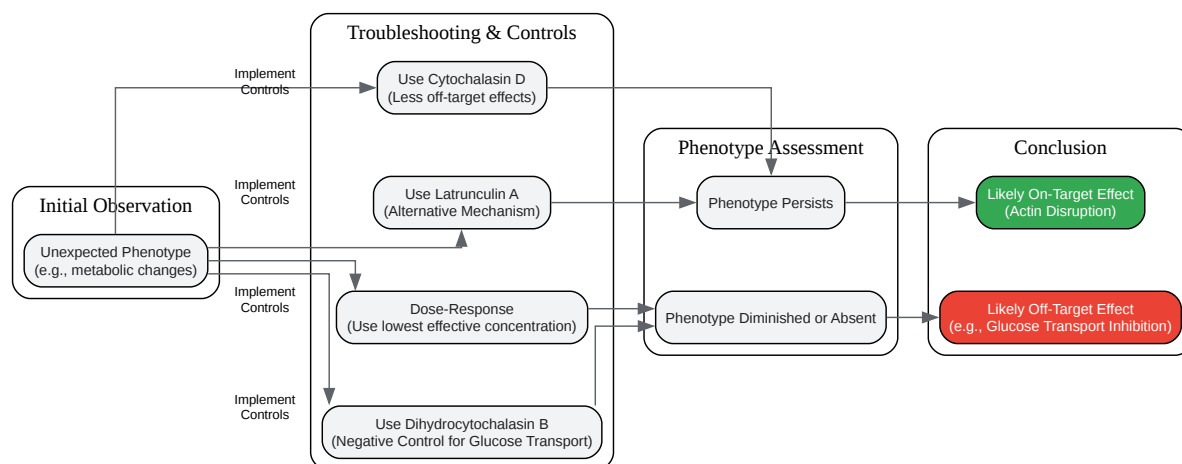 Troubleshooting & Controls
Implement
Controls
Use Cytochalasin D
(Less off-target effects)
Phenotype Assessment
Conclusion
Initial Observation
Implement
Controls
Use Latrunculin A
(Alternative Mechanism)
Phenotype Persists
Likely On-Target Effect
(Actin Disruption)
Unexpected Phenotype
(e.g., metabolic changes)
Implement
Controls
Dose-Response
(Use lowest effective concentration)
Phenotype Diminished or Absent
Likely Off-Target Effect
(e.g., Glucose Transport Inhibition)
Implement
Controls
Use Dihydrocytochalasin B
(Negative Control for Glucose Transport)